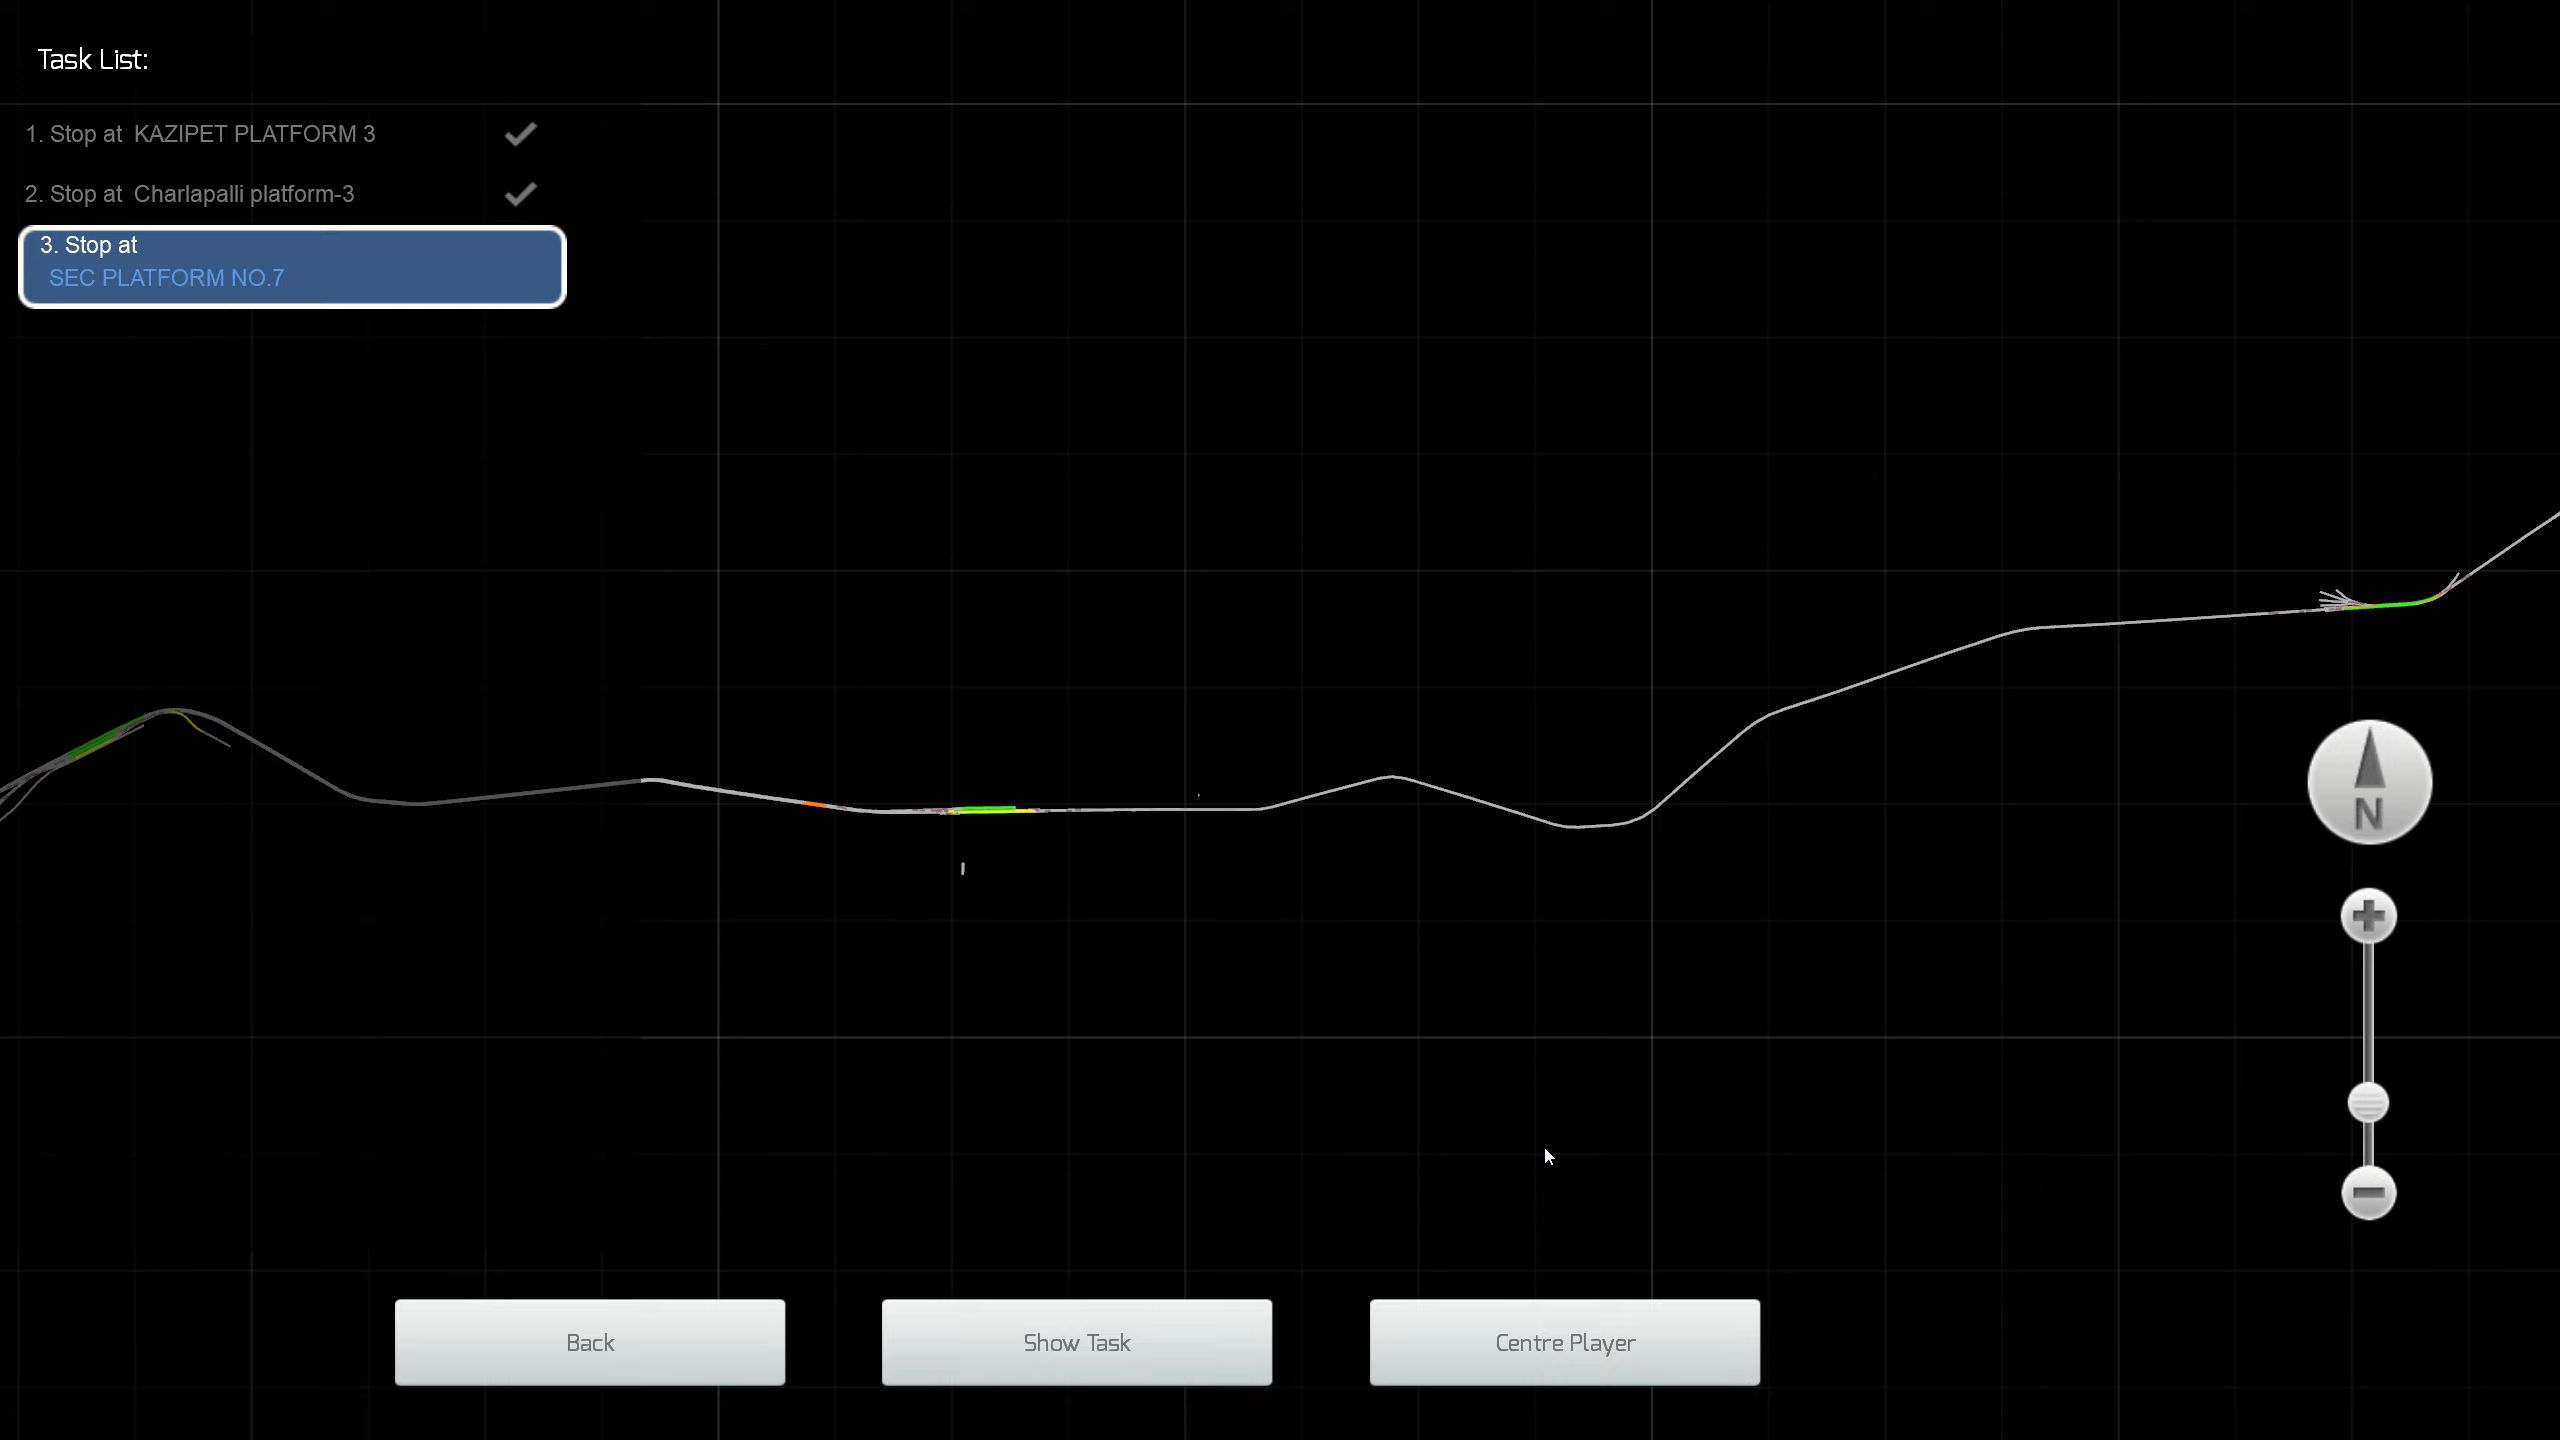 Task List:
1. Stop at  KAZIPET PLATFORM 3
2. Stop at  Charlapalli platform-3
3. Stop at
SEC PLATFORM NO.7
N
Back
Show Task
Centre Player